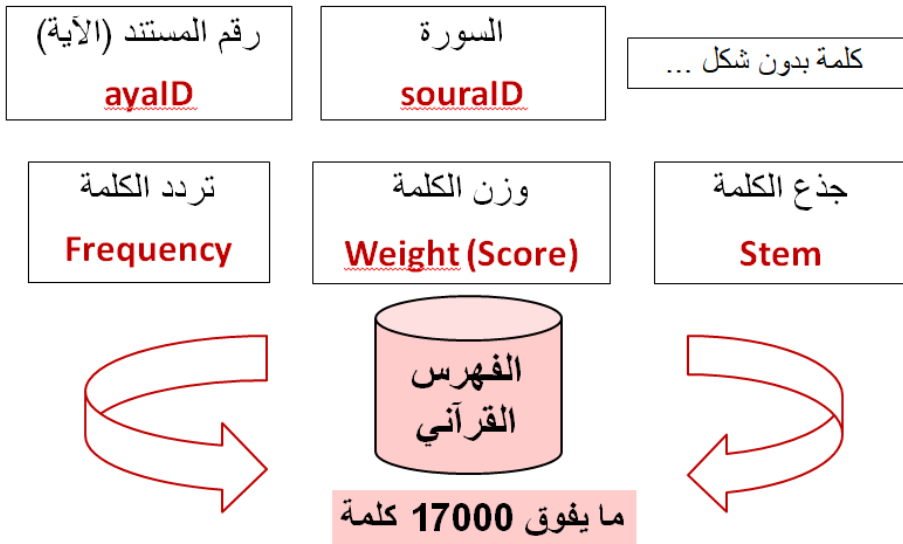 كلمة بدون شكل ...
السورة
souraID
رقم المستند (الآية)
ayaID
جذع الكلمة
Stem
وزن الكلمة
Weight (Score)
تردد الكلمة
Frequency
الفهرس
القرآني
ما يفوق 17000 كلمة